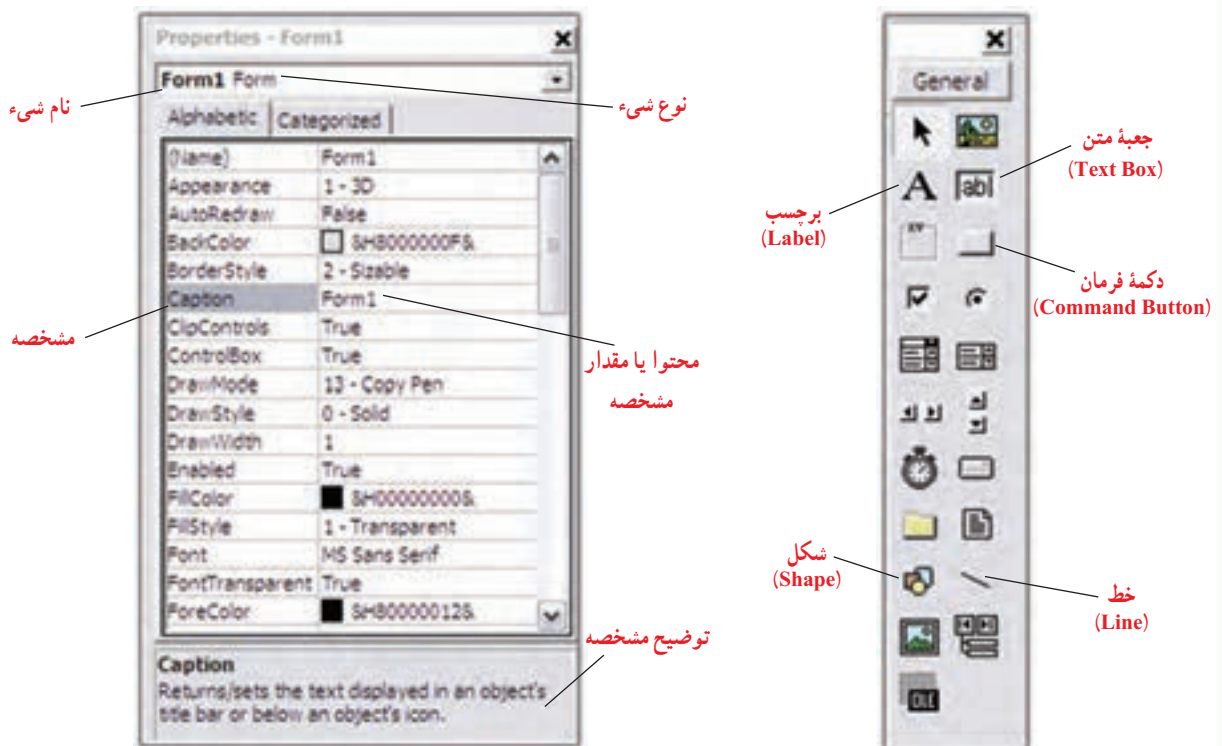 Properties - Form1
Form1 Form
نام شیء
نوع شیء
Alphabetic
Categorized
(Name) Form1
Appearance 1 - 3D
AutoRedraw False
BackColor &H8000000F&
BorderStyle 2 - Sizable
Caption Form1
ClipControls True
ControlBox True
DrawMode 13 - Copy Pen
DrawStyle 0 - Solid
DrawWidth 1
Enabled True
FillColor &H00000000&
FillStyle 1 - Transparent
Font MS Sans Serif
FontTransparent True
ForeColor &H80000012&
مشخصه
محتوا یا مقدار
مشخصه
توضیح مشخصه
Caption
Returns/sets the text displayed in an object's
title bar or below an object's icon.
General
جعبهٔ متن
(Text Box)
A
ab
برچسب
(Label)
xv
دکمهٔ فرمان
(Command Button)
شکل
(Shape)
خط
(Line)
OLE